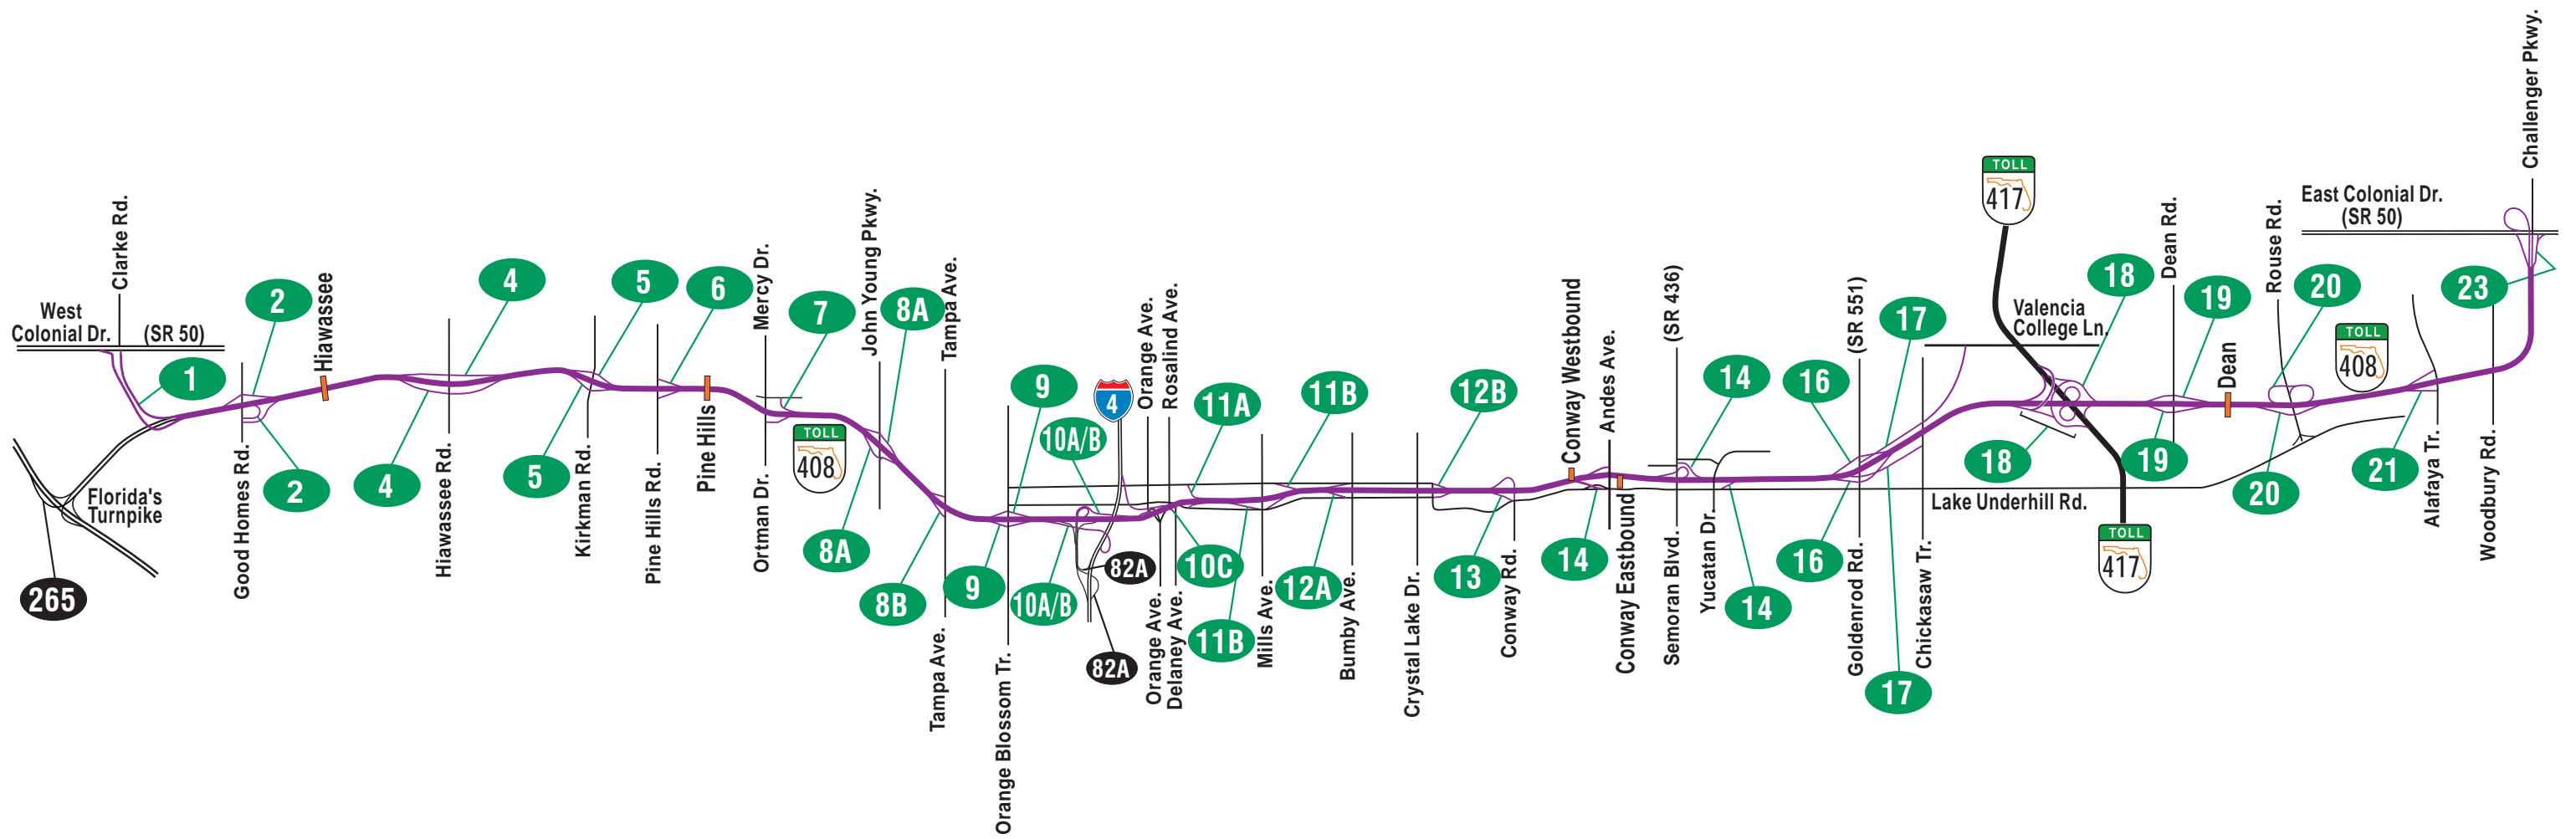 West
Colonial Dr.
(SR 50)
Clarke Rd.
1
2
2
Florida's
Turnpike
265
Good Homes Rd.
Hiawassee
4
4
Hiawassee Rd.
5
5
Kirkman Rd.
6
Pine Hills Rd.
Pine Hills
Mercy Dr.
Ortman Dr.
7
TOLL
408
John Young Pkwy.
8A
8A
8B
Tampa Ave.
Tampa Ave.
9
9
Orange Blossom Tr.
10A/B
10A/B
4
82A
82A
Orange Ave.
Rosalind Ave.
Orange Ave.
Delaney Ave.
10C
11A
11B
11B
Mills Ave.
12A
Bumby Ave.
Crystal Lake Dr.
12B
13
Conway Rd.
Conway Westbound
14
Andes Ave.
Conway Eastbound
(SR 436)
Semoran Blvd.
14
Yucatan Dr.
14
16
16
(SR 551)
Goldenrod Rd.
17
17
Chickasaw Tr.
TOLL
417
Valencia
College Ln.
Lake Underhill Rd.
18
18
TOLL
417
Dean Rd.
19
19
Dean
Rouse Rd.
20
20
TOLL
408
East Colonial Dr.
(SR 50)
21
Alafaya Tr.
Woodbury Rd.
23
Challenger Pkwy.